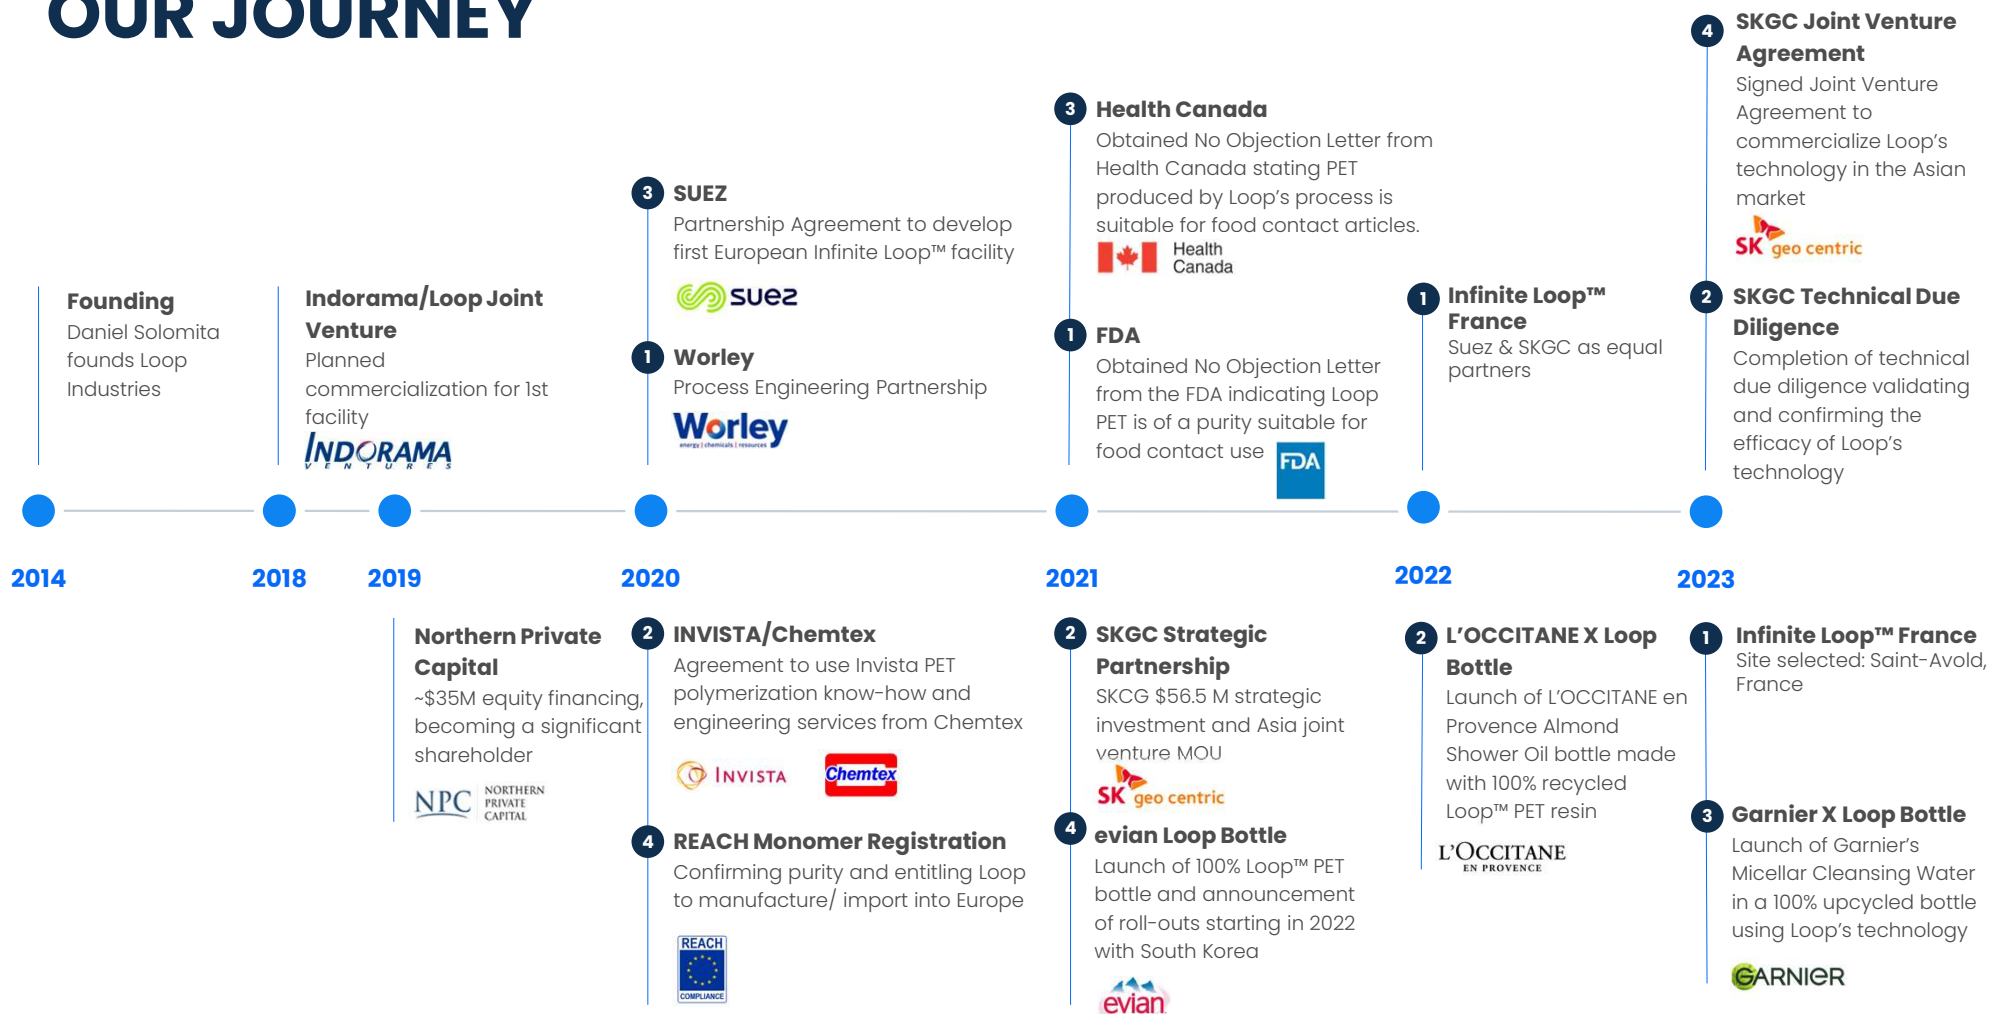 OUR JOURNEY
Founding
Daniel Solomita
founds Loop
Industries
2014
Indorama/Loop Joint
Venture
Planned
commercialization for 1st
facility
INDORAMA
VENTURES
2018
2019
Northern Private
Capital
~$35M equity financing,
becoming a significant
shareholder
NPC
NORTHERN
PRIVATE
CAPITAL
3
SUEZ
Partnership Agreement to develop
first European Infinite Loop™ facility
suez
1
Worley
Process Engineering Partnership
Worley
energy | chemicals | resources
2020
2
INVISTA/Chemtex
Agreement to use Invista PET
polymerization know-how and
engineering services from Chemtex
INVISTA
Chemtex
4
REACH Monomer Registration
Confirming purity and entitling Loop
to manufacture/ import into Europe
REACH
COMPLIANCE
3
Health Canada
Obtained No Objection Letter from
Health Canada stating PET
produced by Loop's process is
suitable for food contact articles.
Health
Canada
1
FDA
Obtained No Objection Letter
from the FDA indicating Loop
PET is of a purity suitable for
food contact use
FDA
2021
2
SKGC Strategic
Partnership
SKCG $56.5 M strategic
investment and Asia joint
venture MOU
SK geo centric
4
evian Loop Bottle
Launch of 100% Loop™ PET
bottle and announcement
of roll-outs starting in 2022
with South Korea
evian
1
Infinite Loop™
France
Suez & SKGC as equal
partners
2022
2
L'OCCITANE X Loop
Bottle
Launch of L'OCCITANE en
Provence Almond
Shower Oil bottle made
with 100% recycled
Loop™ PET resin
L'OCCITANE
EN PROVENCE
4
SKGC Joint Venture
Agreement
Signed Joint Venture
Agreement to
commercialize Loop's
technology in the Asian
market
SK geo centric
2
SKGC Technical Due
Diligence
Completion of technical
due diligence validating
and confirming the
efficacy of Loop's
technology
2023
1
Infinite Loop™ France
Site selected: Saint-Avold,
France
3
Garnier X Loop Bottle
Launch of Garnier's
Micellar Cleansing Water
in a 100% upcycled bottle
using Loop's technology
GARNIER